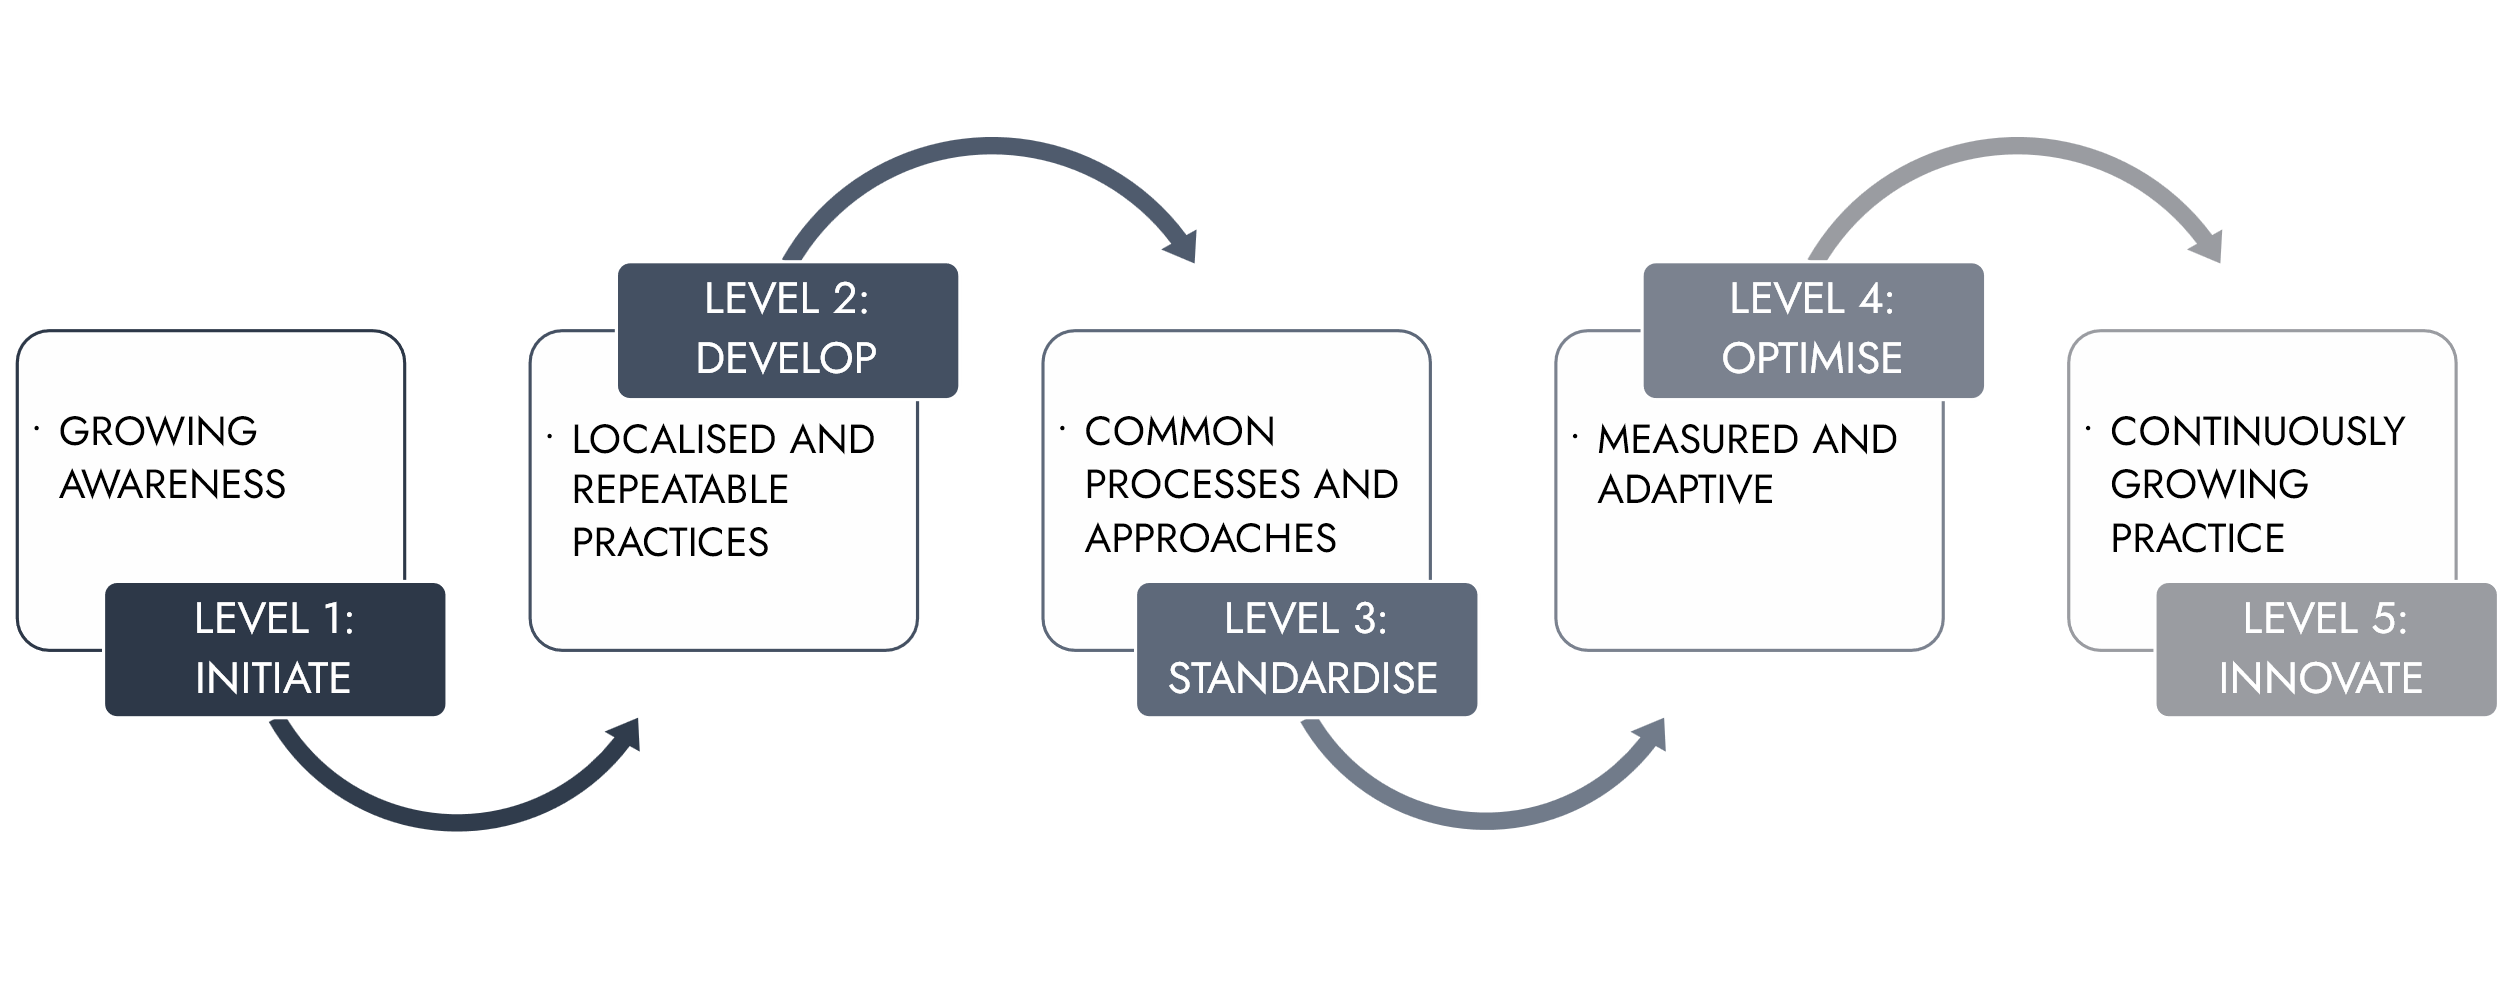 • GROWING
AWARENESS
LEVEL 1:
INITIATE
LEVEL 2:
DEVELOP
• LOCALISED AND
REPEATABLE
PRACTICES
• COMMON
PROCESSES AND
APPROACHES
LEVEL 3:
STANDARDISE
LEVEL 4:
OPTIMISE
• MEASURED AND
ADAPTIVE
• CONTINUOUSLY
GROWING
PRACTICE
LEVEL 5:
INNOVATE